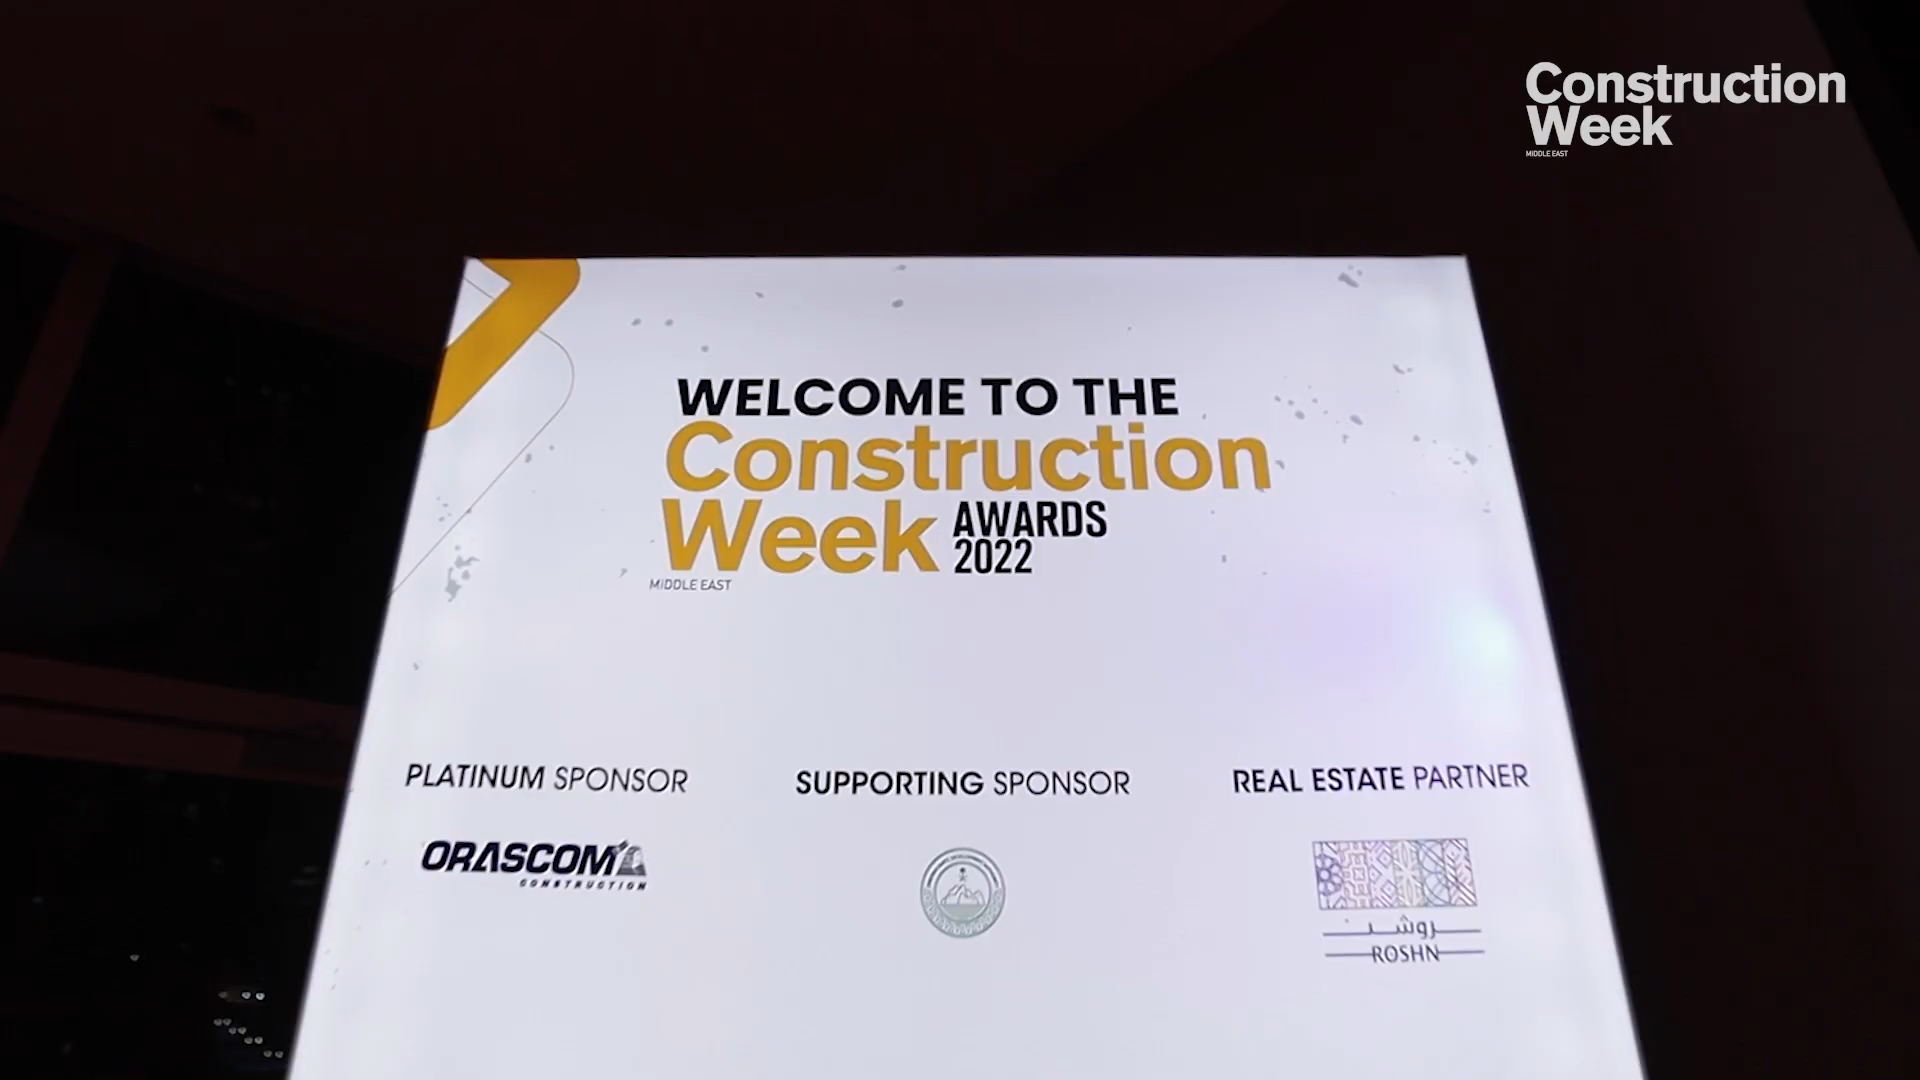 Construction
Week
MIDDLE EAST
WELCOME TO THE
Construction
Week AWARDS
2022
MIDDLE EAST
PLATINUM SPONSOR
SUPPORTING SPONSOR
REAL ESTATE PARTNER
ORASCOM
CONSTRUCTION
روشن
ROSHN